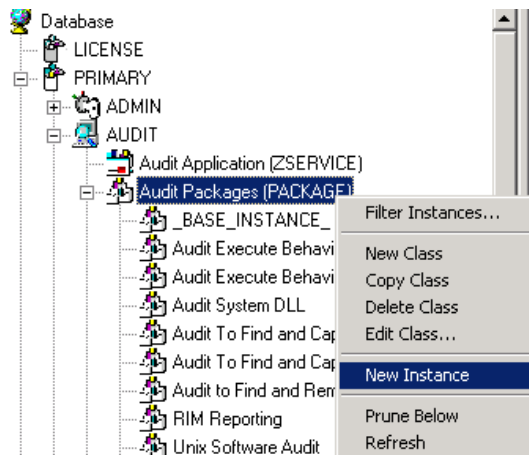 Database
LICENSE
PRIMARY
ADMIN
AUDIT
Audit Application (ZSERVICE)
Audit Packages (PACKAGE)
_BASE_INSTANCE_
Audit Execute Behavi
Audit Execute Behavi
Audit System DLL
Audit To Find and Cap
Audit To Find and Cap
Audit to Find and Rem
RIM Reporting
Unix Software Audit
Filter Instances...
New Class
Copy Class
Delete Class
Edit Class...
New Instance
Prune Below
Refresh